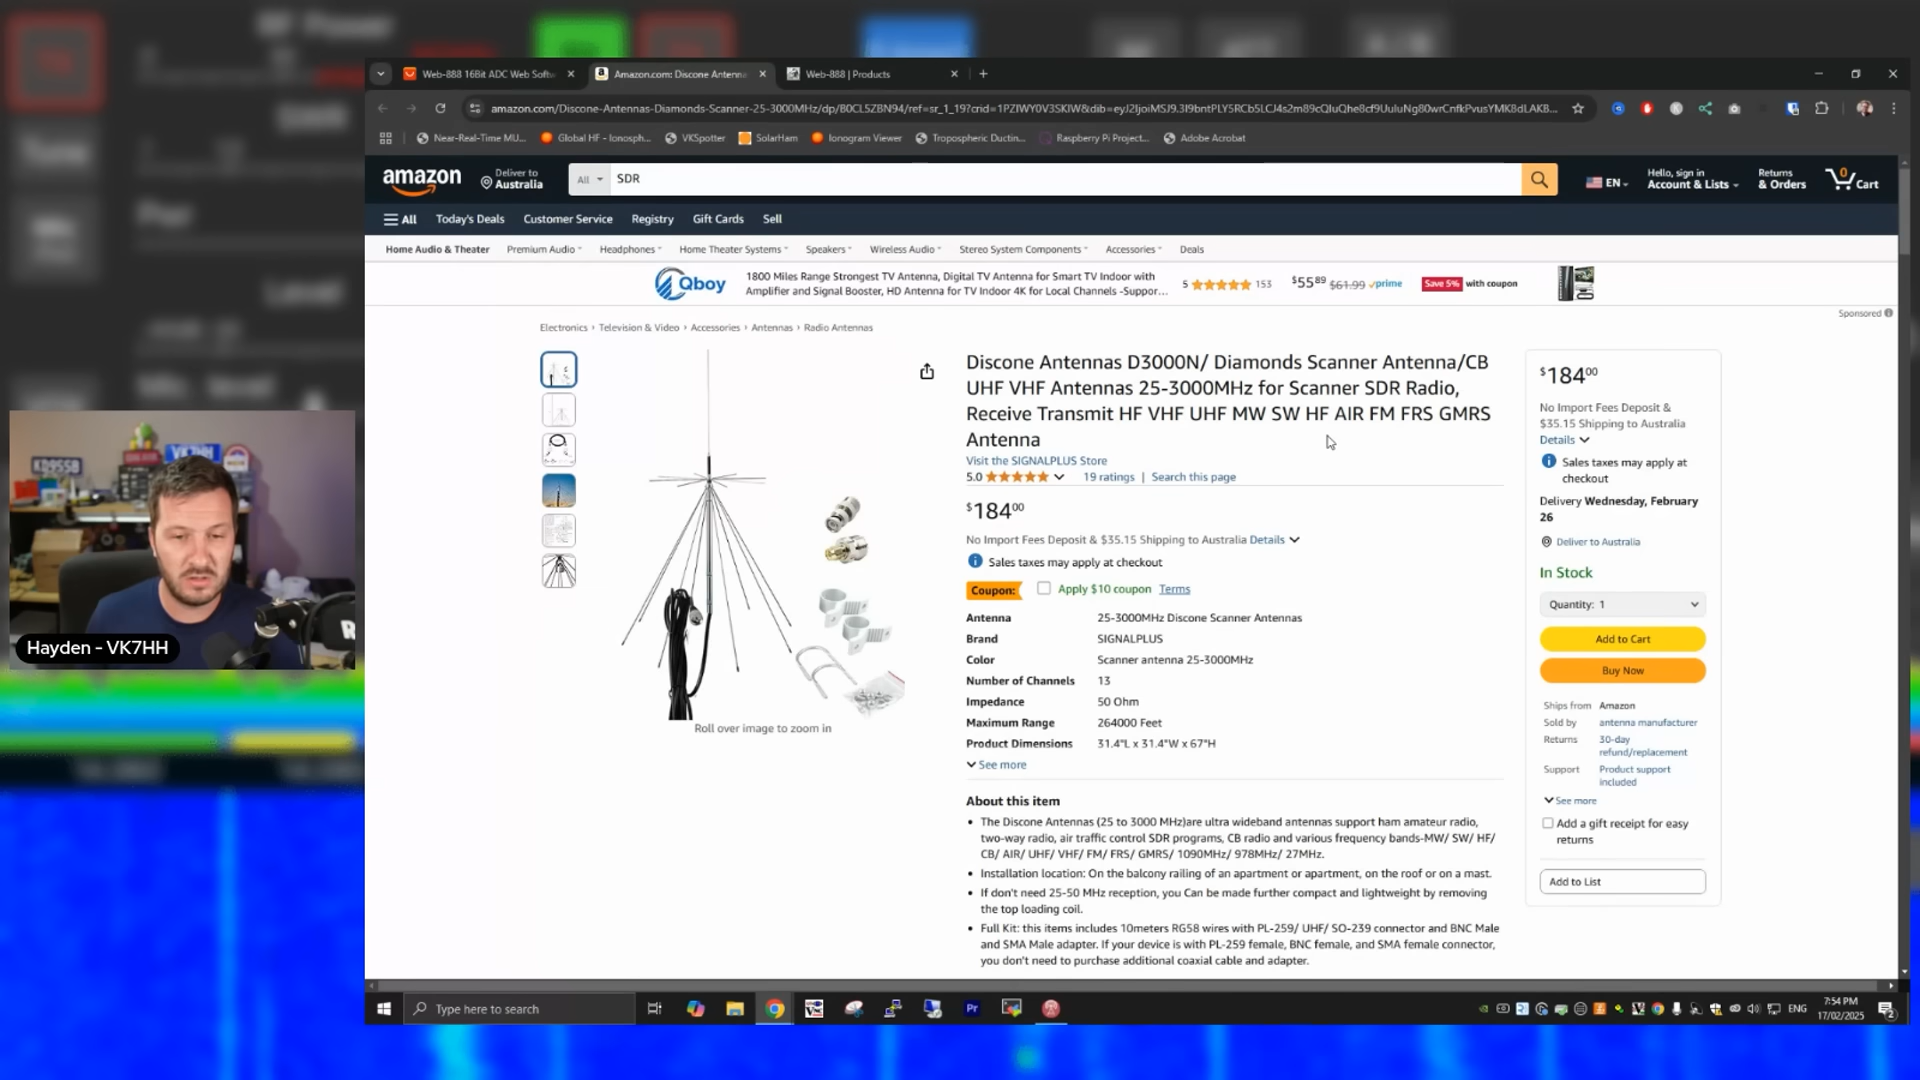 RF Power
Tune
Level
Mic. level
Web-888 16Bit ADC Web Softw
Amazon.com: Discone Antenna
Web-888 | Products
amazon.com/Discone-Antennas-Diamonds-Scanner-25-3000MHz/dp/B0CL5ZBN94/ref=sr_1_19?crid=1PZIWY0V3SKIW&dib=eyJ2IjoiMSJ9.3I9bntPLY5RCb5LCJ4s2m89cQIuQhe8cf9UuluNg80wrCnfkPvusYMK8dLAKB...
Near-Real-Time MU...
Global HF - Ionosph...
VKSpotter
SolarHam
Ionogram Viewer
Tropospheric Ductin...
Raspberry Pi Project...
Adobe Acrobat
amazon
Deliver to
Australia
All
SDR
EN
Hello, sign in
Account & Lists
Returns
& Orders
0
Cart
All
Today's Deals
Customer Service
Registry
Gift Cards
Sell
Home Audio & Theater
Premium Audio
Headphones
Home Theater Systems
Speakers
Wireless Audio
Stereo System Components
Accessories
Deals
Qboy
1800 Miles Range Strongest TV Antenna, Digital TV Antenna for Smart TV Indoor with
Amplifier and Signal Booster, HD Antenna for TV Indoor 4K for Local Channels -Suppor...
5
153
$55.89 $61.99 prime
Save 5% with coupon
Sponsored
Electronics › Television & Video › Accessories › Antennas › Radio Antennas
Discone Antennas D3000N/ Diamonds Scanner Antenna/CB
UHF VHF Antennas 25-3000MHz for Scanner SDR Radio,
Receive Transmit HF VHF UHF MW SW HF AIR FM FRS GMRS
Antenna
Visit the SIGNALPLUS Store
5.0
19 ratings | Search this page
$184.00
No Import Fees Deposit & $35.15 Shipping to Australia Details
Sales taxes may apply at checkout
Coupon: Apply $10 coupon Terms
Antenna 25-3000MHz Discone Scanner Antennas
Brand SIGNALPLUS
Color Scanner antenna 25-3000MHz
Number of Channels 13
Impedance 50 Ohm
Maximum Range 264000 Feet
Product Dimensions 31.4"L x 31.4"W x 67"H
See more
Roll over image to zoom in
About this item
• The Discone Antennas (25 to 3000 MHz)are ultra wideband antennas support ham amateur radio,
two-way radio, air traffic control SDR programs, CB radio and various frequency bands-MW/ SW/ HF/
CB/ AIR/ UHF/ VHF/ FM/ FRS/ GMRS/ 1090MHz/ 978MHz/ 27MHz.
• Installation location: On the balcony railing of an apartment or apartment, on the roof or on a mast.
• If don't need 25-50 MHz reception, you Can be made further compact and lightweight by removing
the top loading coil.
• Full Kit: this items includes 10meters RG58 wires with PL-259/ UHF/ SO-239 connector and BNC Male
and SMA Male adapter. If your device is with PL-259 female, BNC female, and SMA female connector,
you don't need to purchase additional coaxial cable and adapter.
$184.00
No Import Fees Deposit &
$35.15 Shipping to Australia
Details
Sales taxes may apply at
checkout
Delivery Wednesday, February
26
Deliver to Australia
In Stock
Quantity: 1
Add to Cart
Buy Now
Ships from Amazon
Sold by antenna manufacturer
Returns 30-day
refund/replacement
Support Product support
included
See more
Add a gift receipt for easy
returns
Add to List
KD9SSB
VK7HH
Hayden - VK7HH
Type here to search
Pr
ENG
7:54 PM
17/02/2025
2